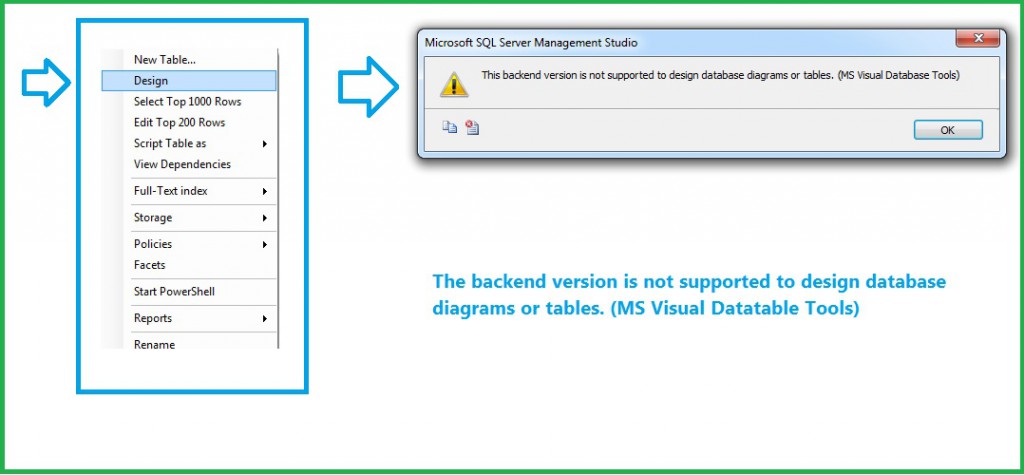 New Table...
Design
Select Top 1000 Rows
Edit Top 200 Rows
Script Table as
View Dependencies
Full-Text index
Storage
Policies
Facets
Start PowerShell
Reports
Rename
Microsoft SQL Server Management Studio
This backend version is not supported to design database diagrams or tables. (MS Visual Database Tools)
OK
The backend version is not supported to design database
diagrams or tables. (MS Visual Datatable Tools)